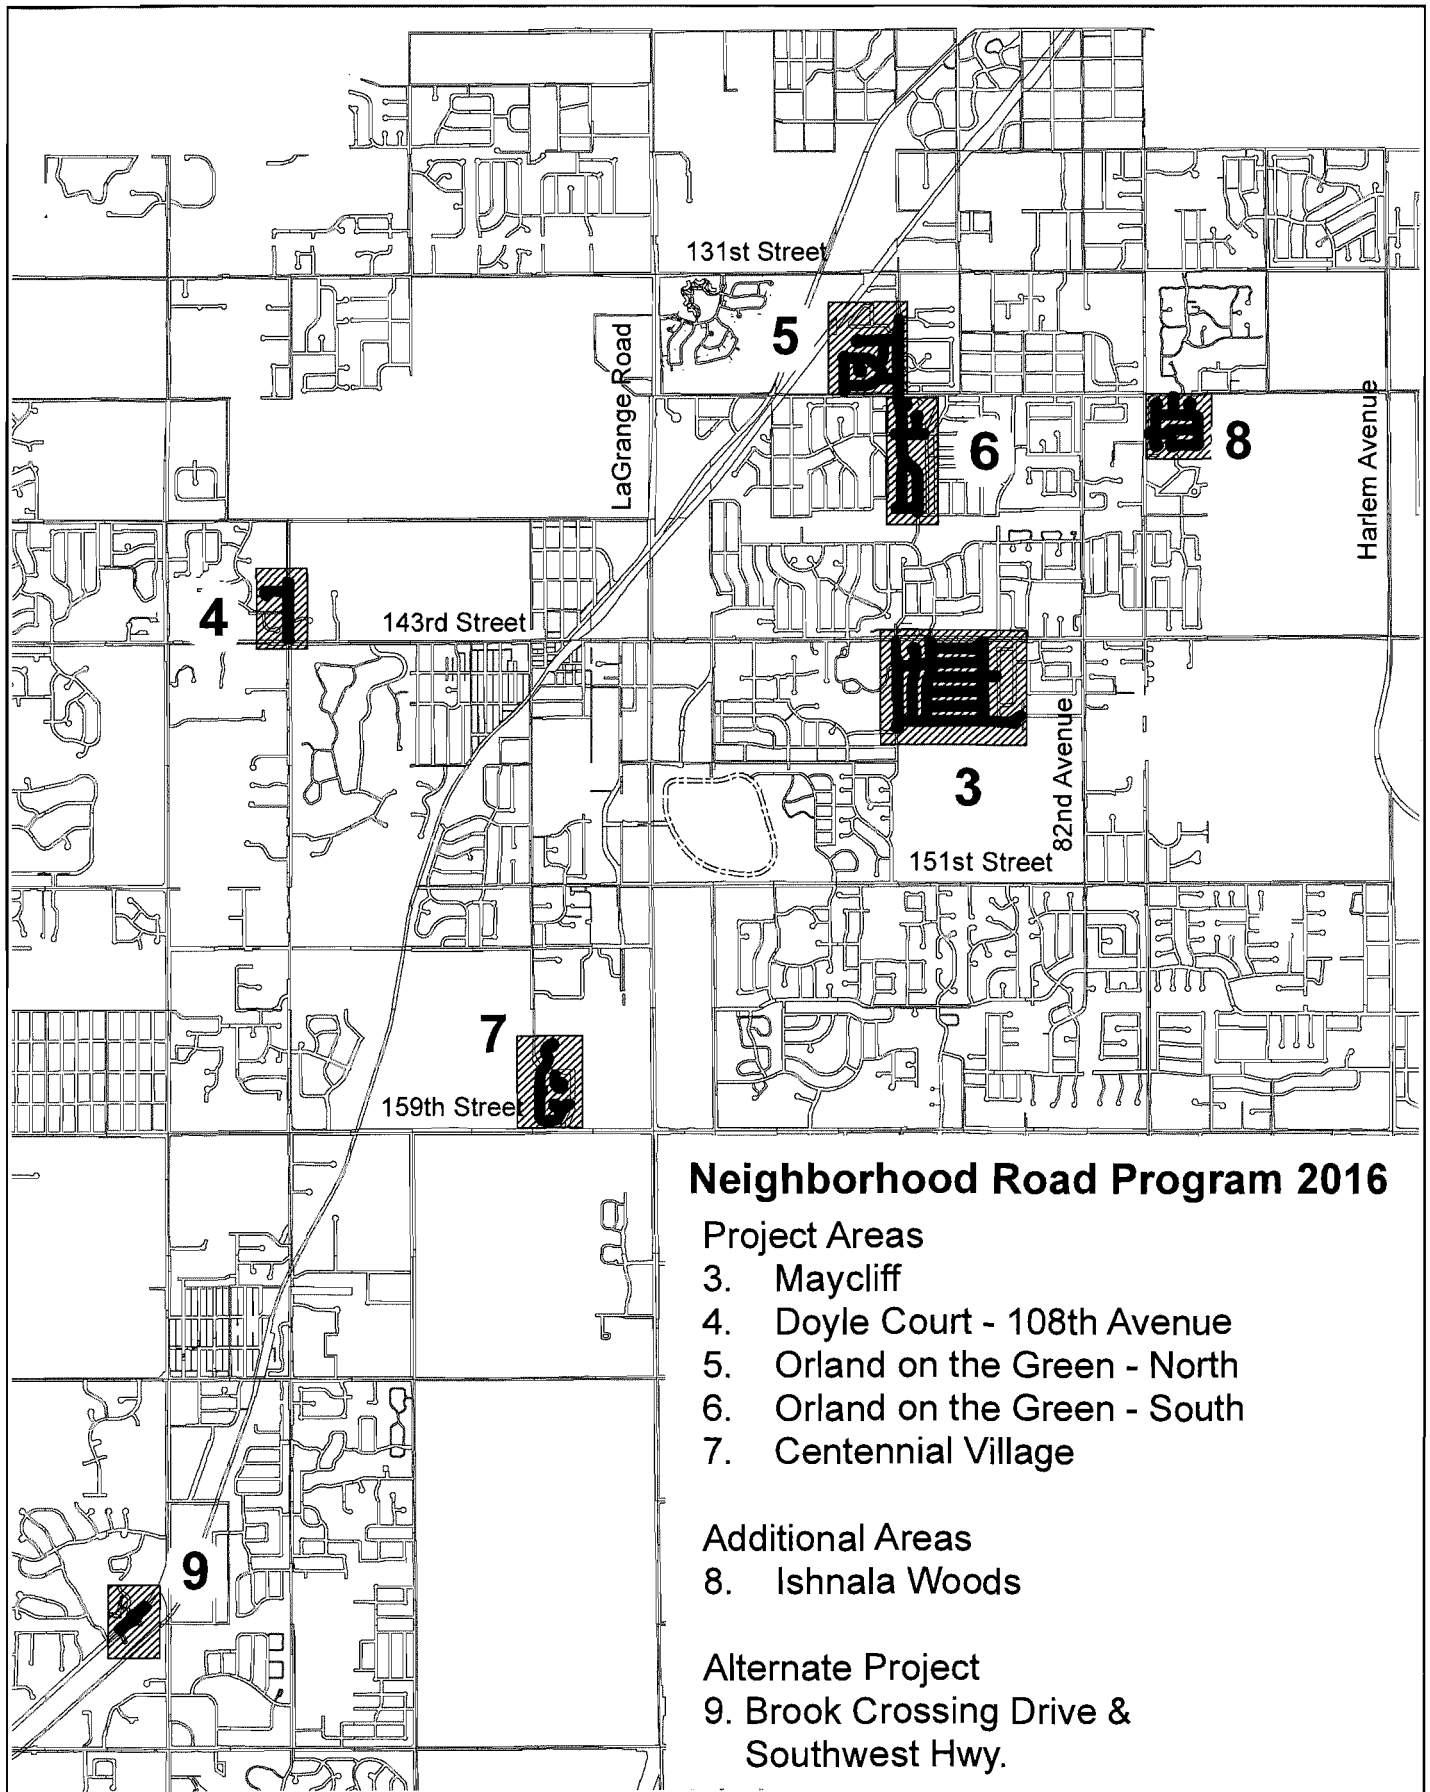 131st Street
5
LaGrange Road
6
8
Harlem Avenue
4
143rd Street
3
82nd Avenue
151st Street
7
159th Street
Neighborhood Road Program 2016
Project Areas
3. Maycliff
4. Doyle Court - 108th Avenue
5. Orland on the Green - North
6. Orland on the Green - South
7. Centennial Village
Additional Areas
8. Ishnala Woods
9
Alternate Project
9. Brook Crossing Drive &
Southwest Hwy.